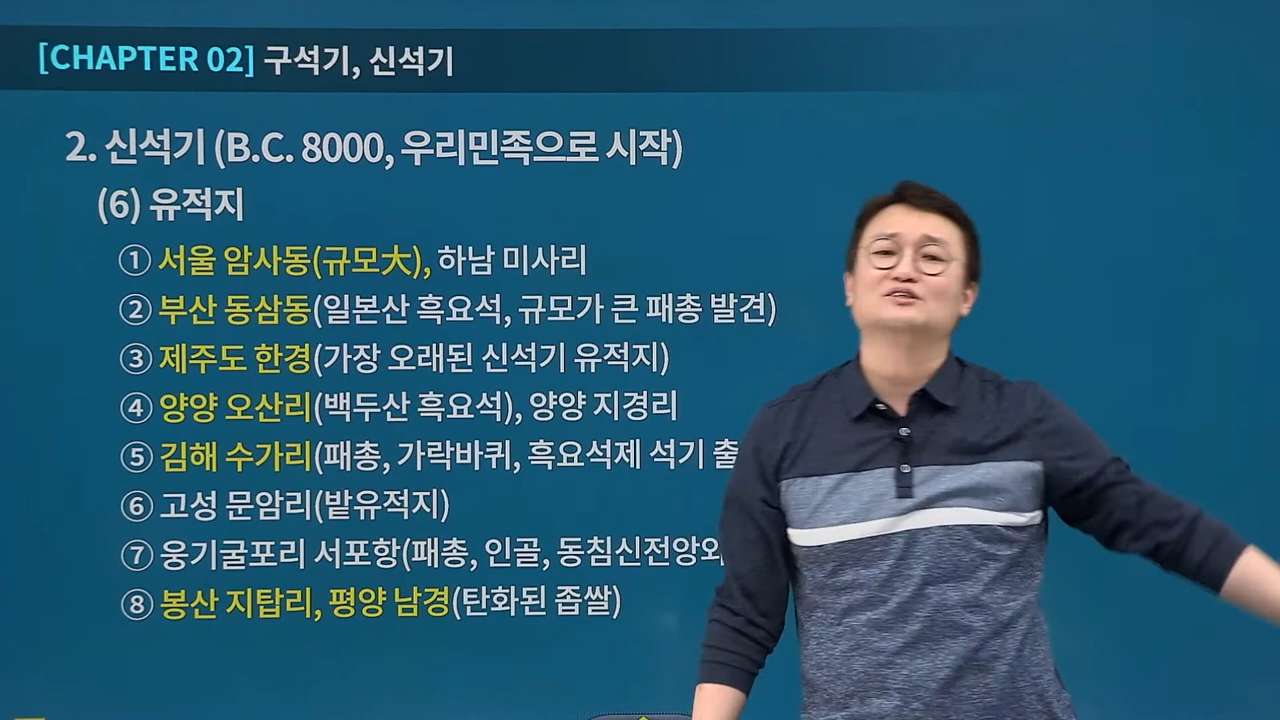 [CHAPTER 02] 구석기, 신석기
2. 신석기 (B.C. 8000, 우리민족으로 시작)
(6) 유적지
① 서울 암사동(규모大), 하남 미사리
② 부산 동삼동(일본산 흑요석, 규모가 큰 패총 발견)
③ 제주도 한경(가장 오래된 신석기 유적지)
④ 양양 오산리(백두산 흑요석), 양양 지경리
⑤ 김해 수가리(패총, 가락바퀴, 흑요석제 석기 출
⑥ 고성 문암리(밭유적지)
⑦ 웅기굴포리 서포항(패총, 인골, 동침신전앙와
⑧ 봉산 지탑리, 평양 남경(탄화된 좁쌀)